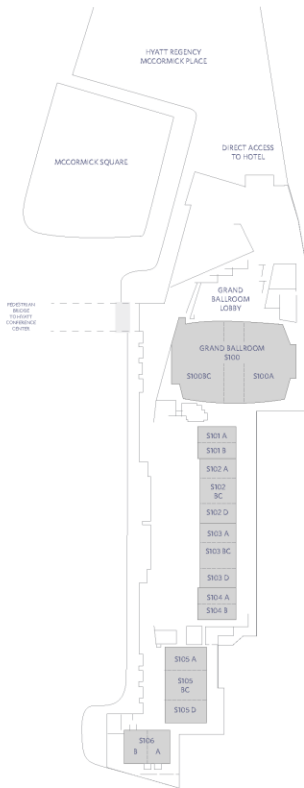 HYATT REGENCY
MCCORMICK PLACE
MCCORMICK SQUARE
DIRECT ACCESS
TO HOTEL
PEDESTRIAN
BRIDGE
TO HYATT
CONFERENCE
CENTER
GRAND
BALLROOM
LOBBY
GRAND BALLROOM
S100
S100BC
S100A
S101 A
S101 B
S102 A
S102
BC
S102 D
S103 A
S103 BC
S103 D
S104 A
S104 B
S105 A
S105
BC
S105 D
S106
B A